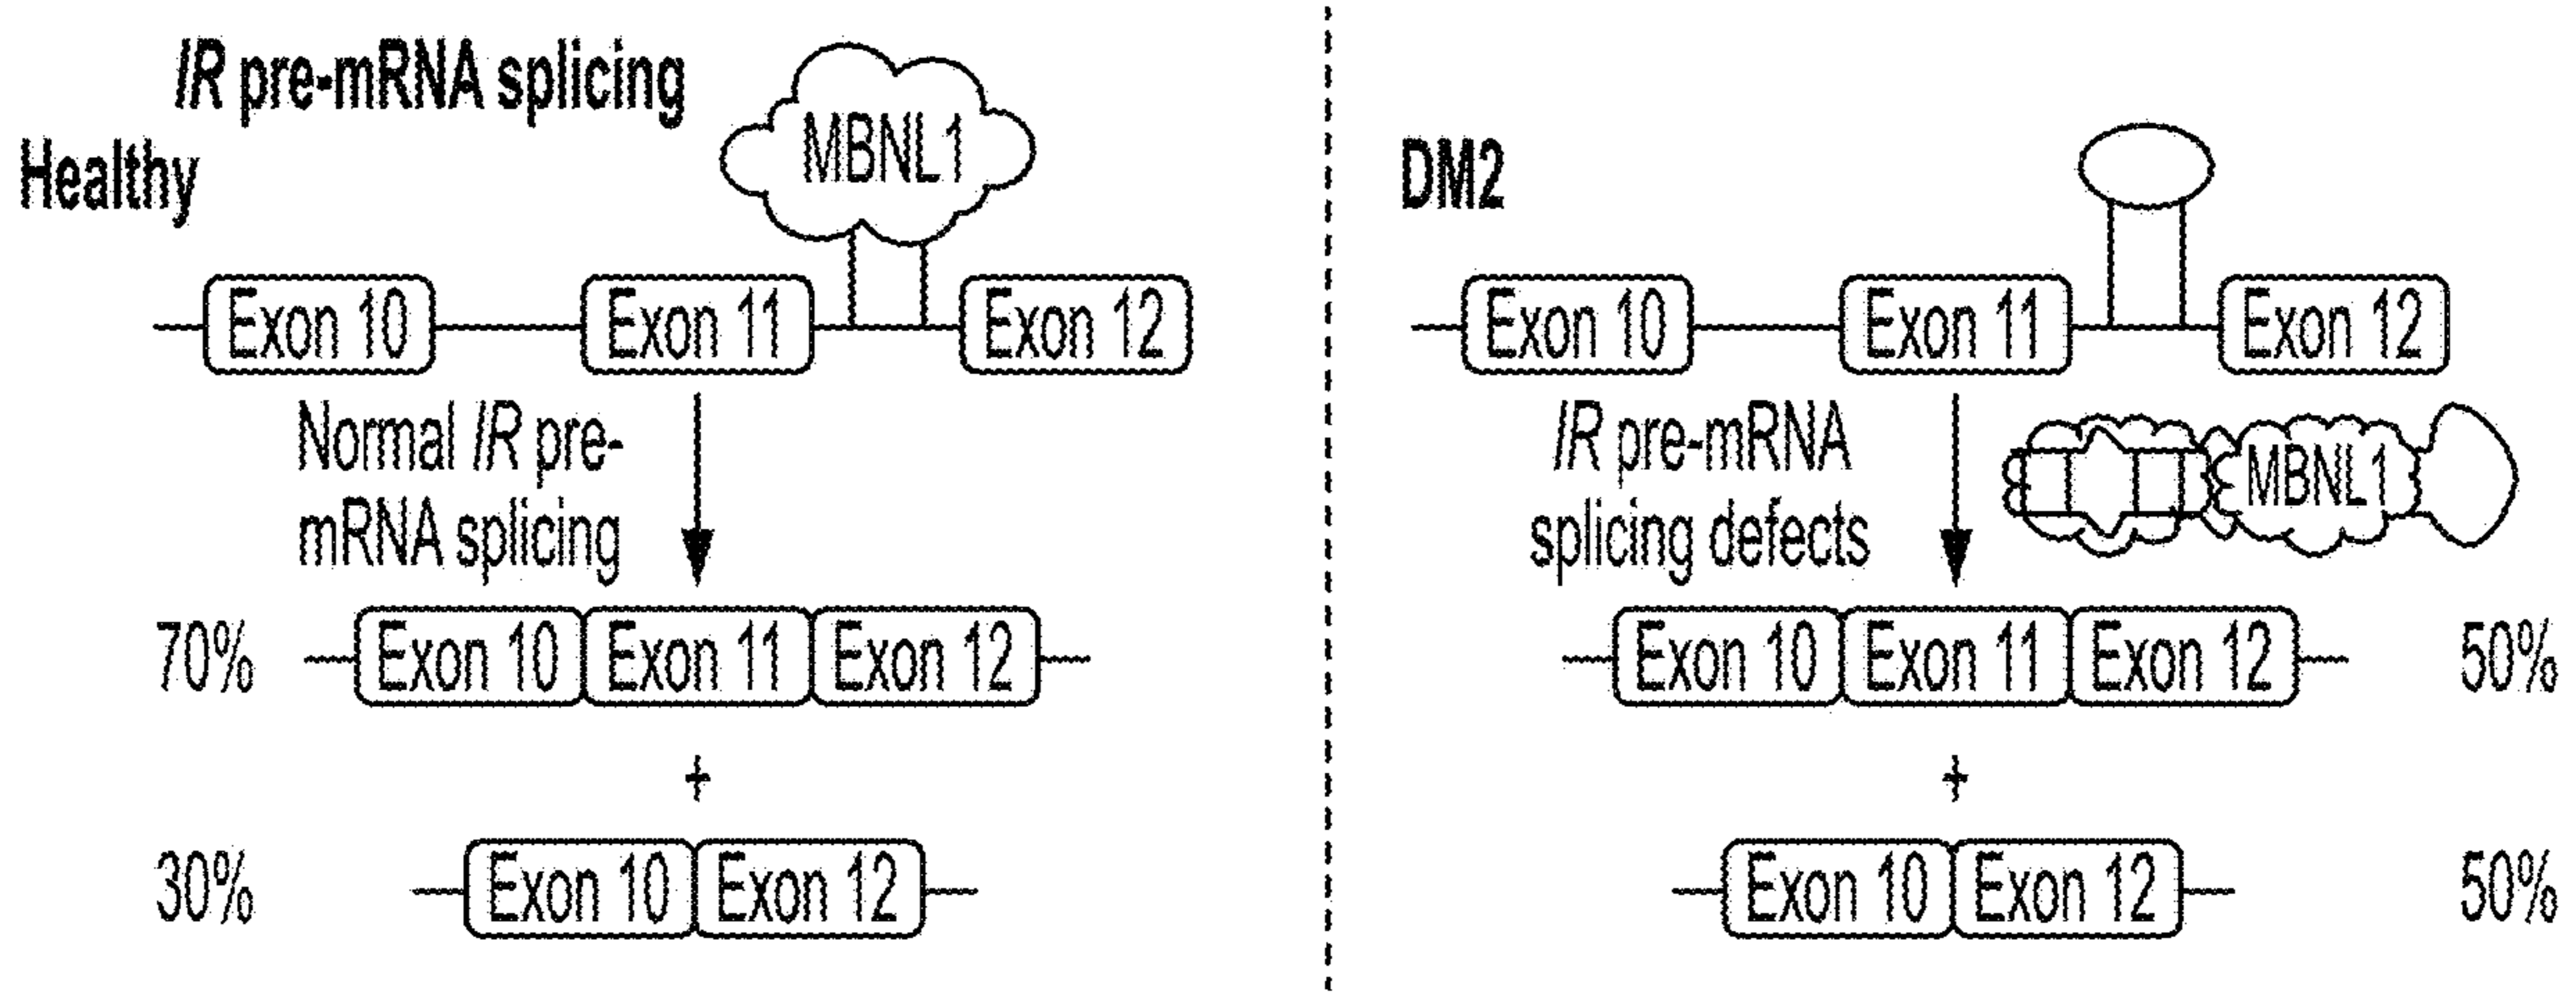 IR pre-mRNA splicing
Healthy
MBNL1
Exon 10 Exon 11 Exon 12
Normal IR pre-
mRNA splicing
70% Exon 10 Exon 11 Exon 12
+
30% Exon 10 Exon 12
DM2
Exon 10 Exon 11 Exon 12
IR pre-mRNA
splicing defects
MBNL1
Exon 10 Exon 11 Exon 12 50%
+
Exon 10 Exon 12 50%